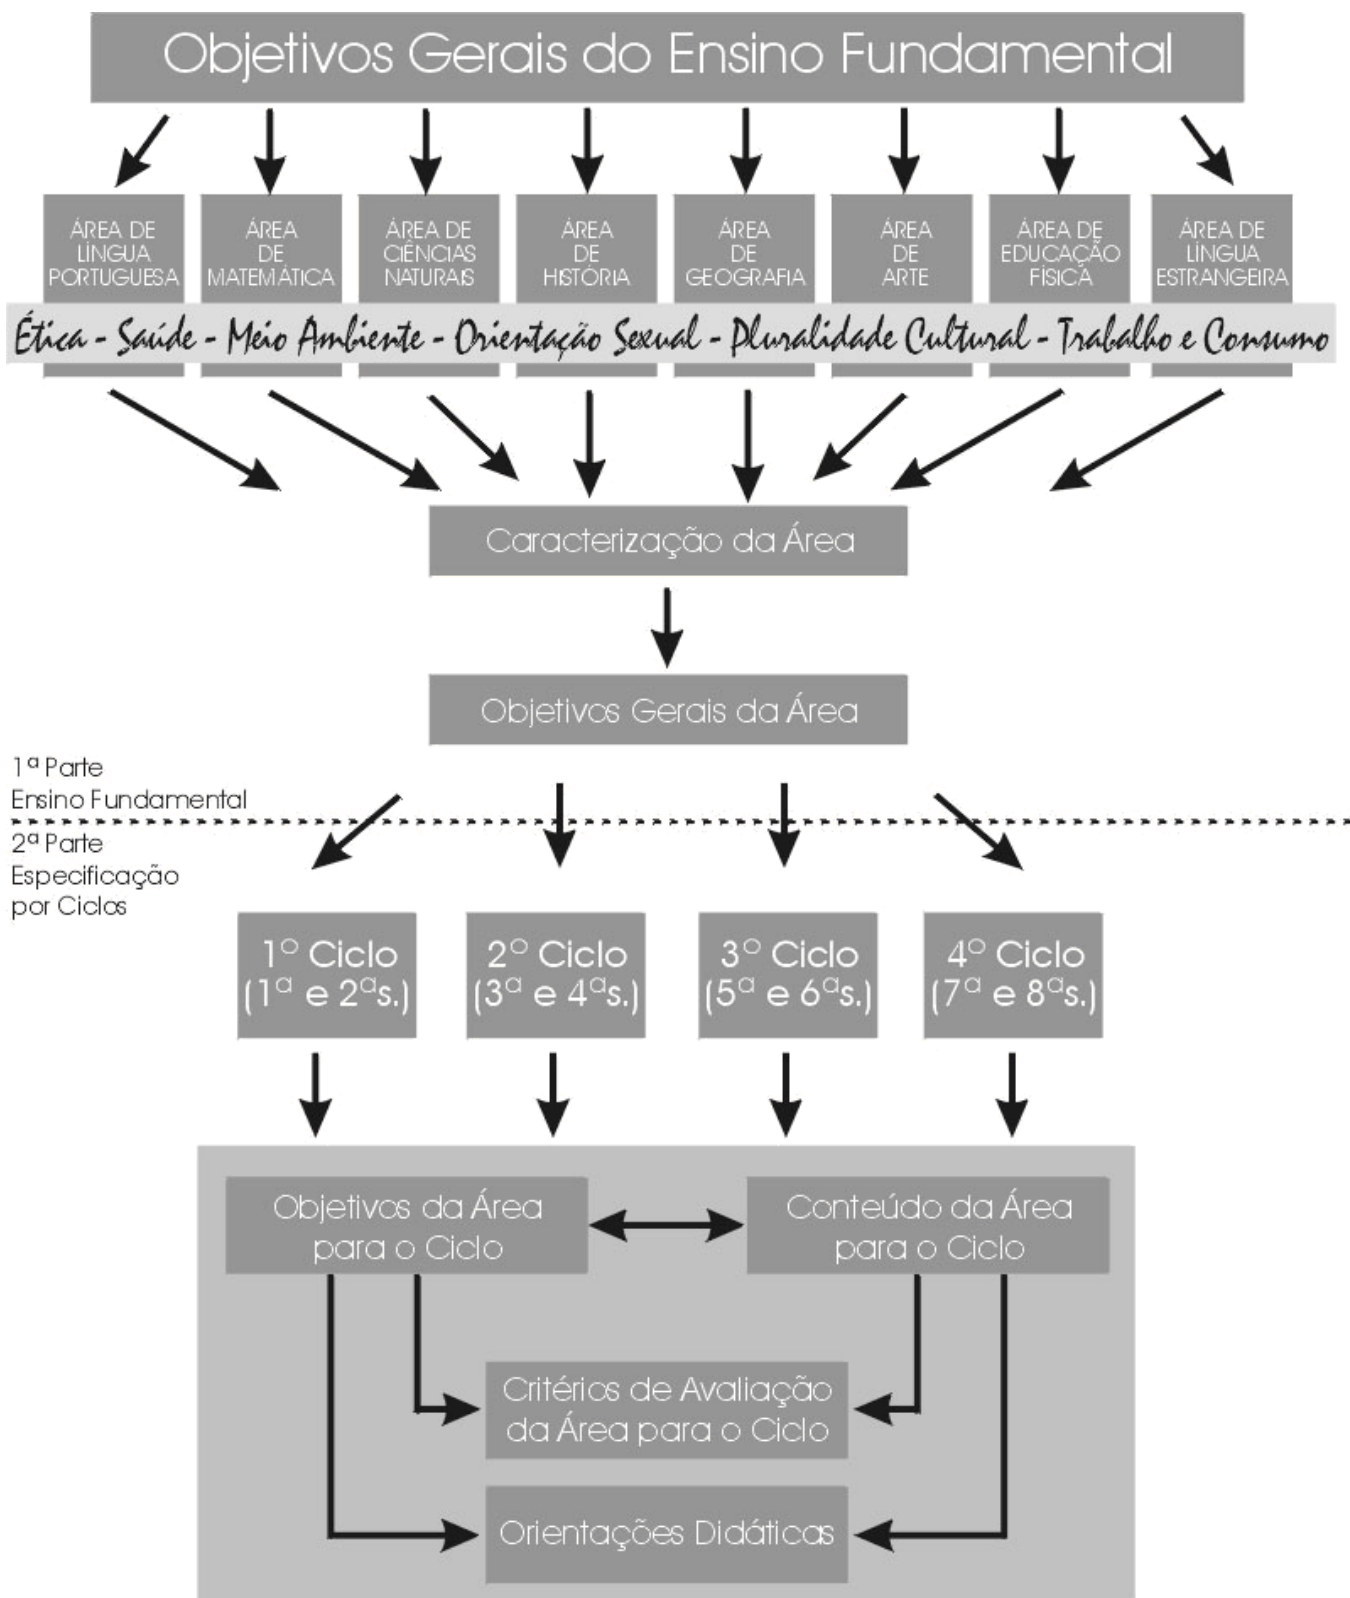 Objetivos Gerais do Ensino Fundamental
ÁREA DE
LÍNGUA
PORTUGUESA
ÁREA
DE
MATEMÁTICA
ÁREA DE
CIÊNCIAS
NATURAIS
ÁREA
DE
HISTÓRIA
ÁREA
DE
GEOGRAFIA
ÁREA
DE
ARTE
ÁREA DE
EDUCAÇÃO
FÍSICA
ÁREA DE
LÍNGUA
ESTRANGEIRA
Ética - Saúde - Meio Ambiente - Orientação Sexual - Pluralidade Cultural - Trabalho e Consumo
Caracterização da Área
Objetivos Gerais da Área
1ª Parte
Ensino Fundamental
2ª Parte
Especificação
por Ciclos
1º Ciclo
(1ª e 2ªs.)
2º Ciclo
(3ª e 4ªs.)
3º Ciclo
(5ª e 6ªs.)
4º Ciclo
(7ª e 8ªs.)
Objetivos da Área
para o Ciclo
Conteúdo da Área
para o Ciclo
Critérios de Avaliação
da Área para o Ciclo
Orientações Didáticas